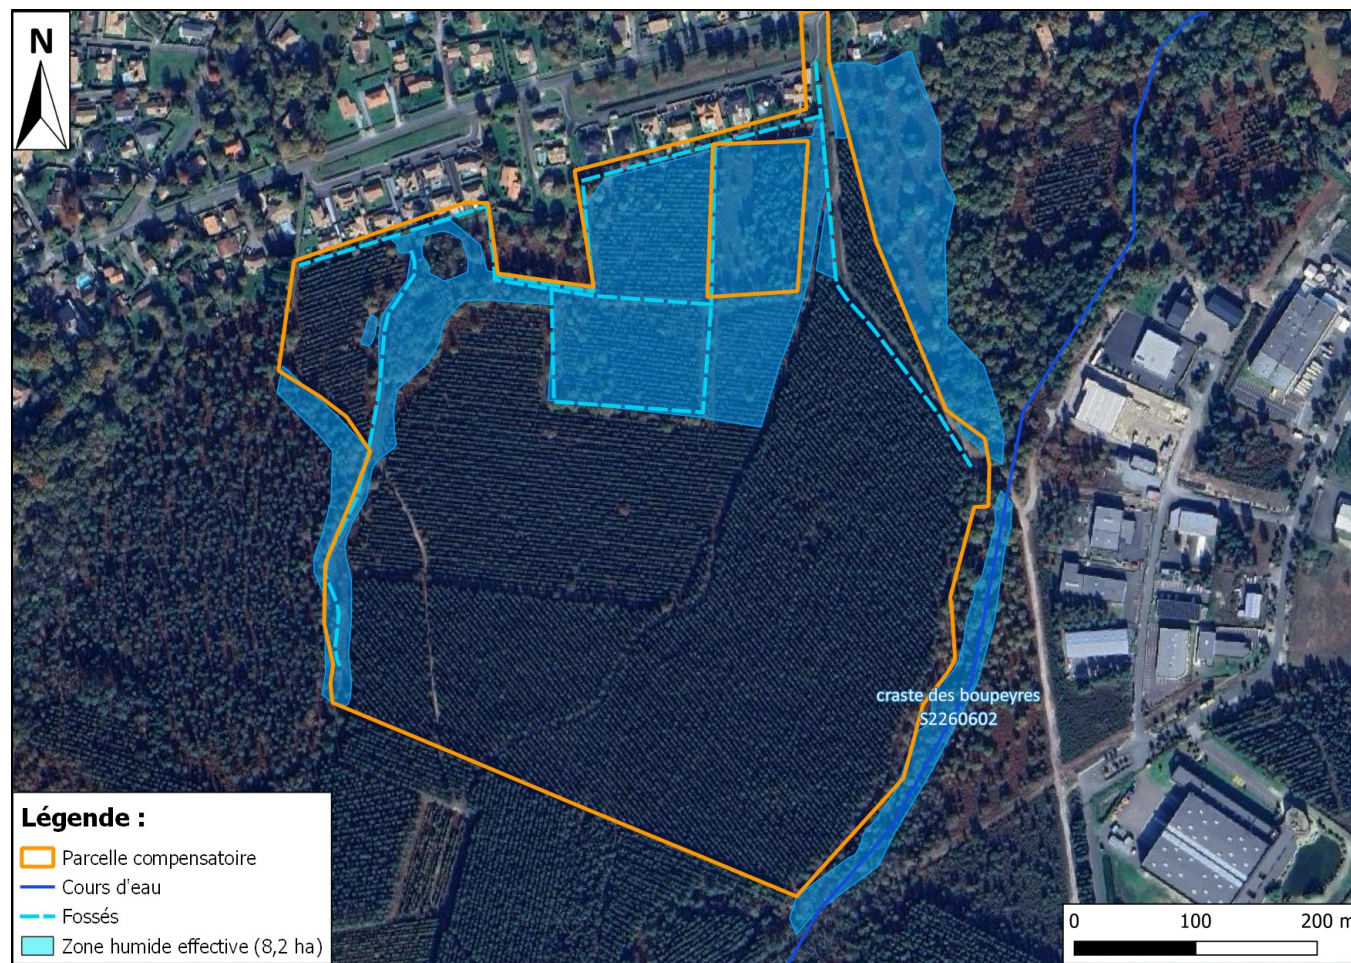 N
craste des boupeyres
S2260602
Légende :
Parcelle compensatoire
Cours d'eau
Fossés
Zone humide effective (8,2 ha)
0 100 200 m